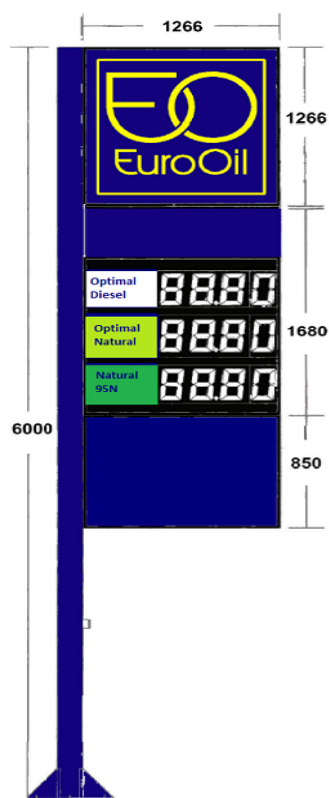 1266
EO
EuroOil
1266
Optimal
Diesel
88.80
Optimal
Natural
88.80
Natural
95N
88.80
1680
6000
850